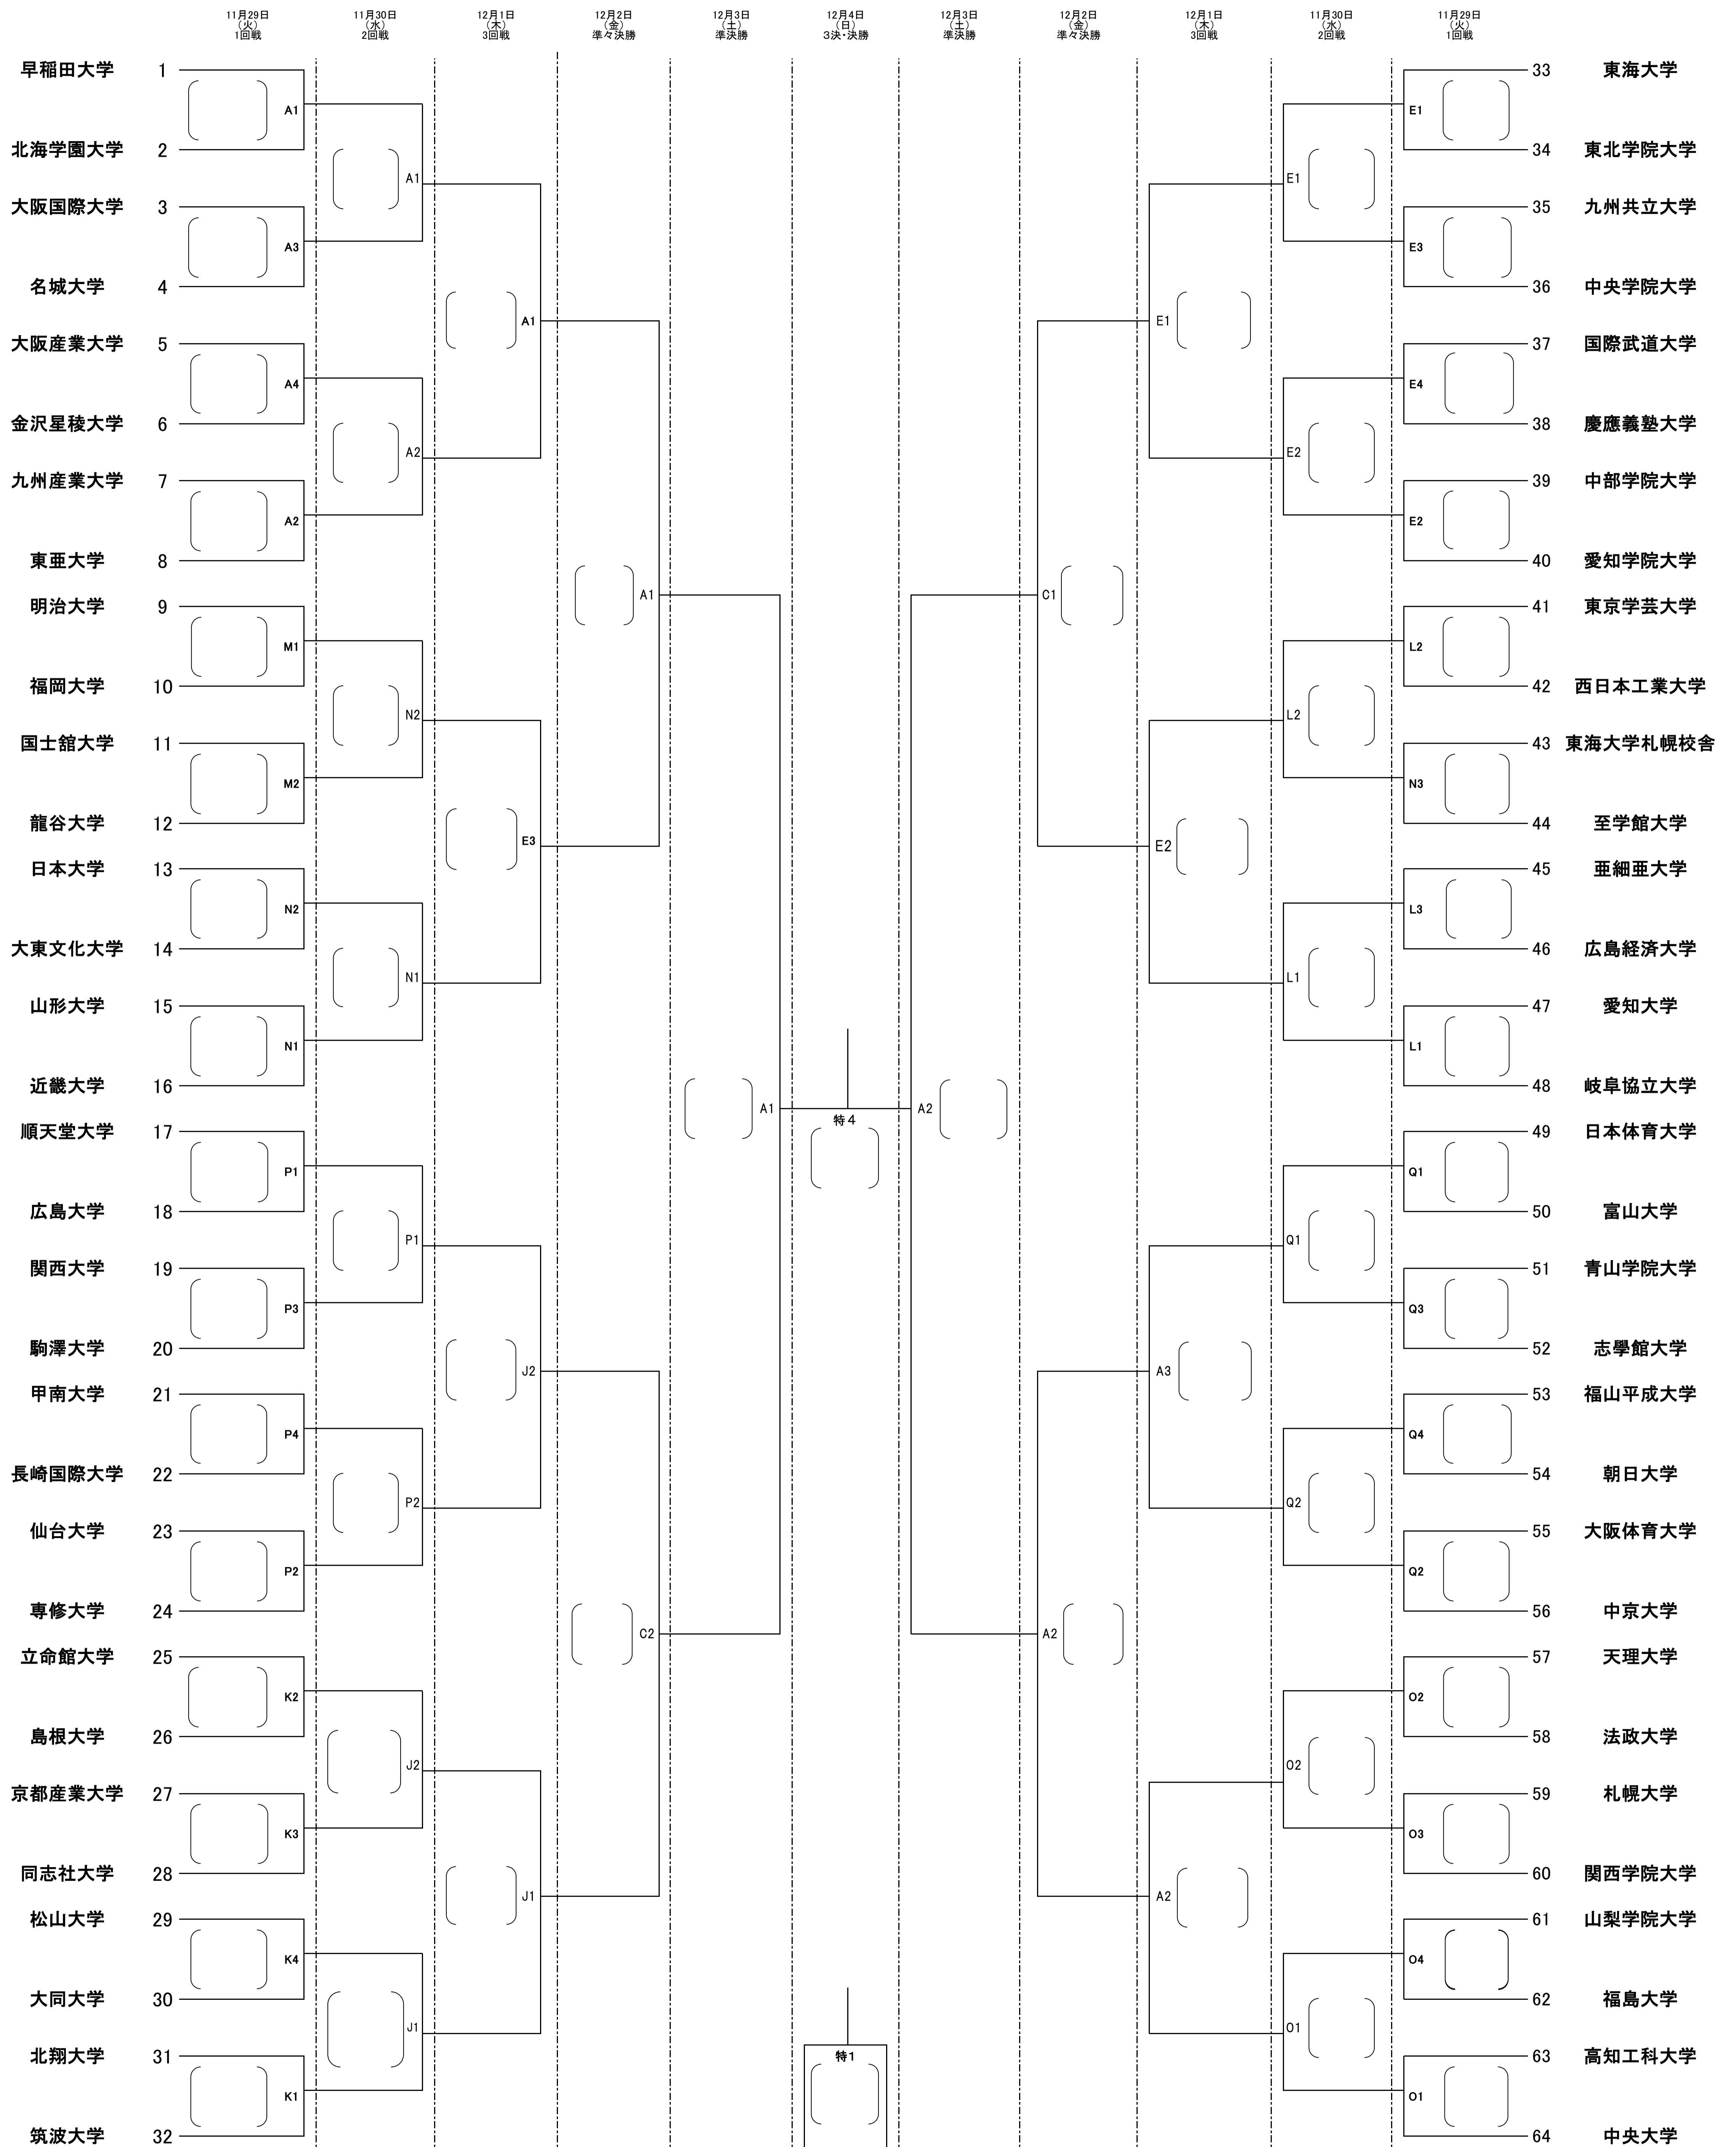 11月29日 11月30日 12月1日 12月2日 12月3日 12月4日 12月3日 12月2日 12月1日 11月30日 11月29日
（火） （水） （木） （金） （土） （日） （土） （金） （木） （水） （火）
1回戦 2回戦 3回戦 準々決勝 準決勝 3決・決勝 準決勝 準々決勝 3回戦 2回戦 1回戦
早稲田大学 1 33 東海大学
A1 E1
北海学園大学 2 34 東北学院大学
A1 E1
大阪国際大学 3 35 九州共立大学
A3 E3
名城大学 4 36 中央学院大学
A1 E1
大阪産業大学 5 37 国際武道大学
A4 E4
金沢星稜大学 6 38 慶應義塾大学
A2 E2
九州産業大学 7 39 中部学院大学
A2 E2
東亜大学 8 40 愛知学院大学
A1 C1
明治大学 9 41 東京学芸大学
M1 L2
福岡大学 10 42 西日本工業大学
N2 L2
国士舘大学 11 43 東海大学札幌校舎
M2 N3
龍谷大学 12 44 至学館大学
E3 E2
日本大学 13 45 亜細亜大学
N2 L3
大東文化大学 14 46 広島経済大学
N1 L1
山形大学 15 47 愛知大学
N1 L1
近畿大学 16 48 岐阜協立大学
A1 A2
特4
順天堂大学 17 49 日本体育大学
P1 Q1
広島大学 18 50 富山大学
P1 Q1
関西大学 19 51 青山学院大学
P3 Q3
駒澤大学 20 52 志學館大学
J2 A3
甲南大学 21 53 福山平成大学
P4 Q4
長崎国際大学 22 54 朝日大学
P2 Q2
仙台大学 23 55 大阪体育大学
P2 Q2
専修大学 24 56 中京大学
C2 A2
立命館大学 25 57 天理大学
K2 O2
島根大学 26 58 法政大学
J2 O2
京都産業大学 27 59 札幌大学
K3 O3
同志社大学 28 60 関西学院大学
J1 A2
松山大学 29 61 山梨学院大学
K4 O4
大同大学 30 62 福島大学
J1 O1
北翔大学 31 特1 63 高知工科大学
K1 O1
筑波大学 32 64 中央大学